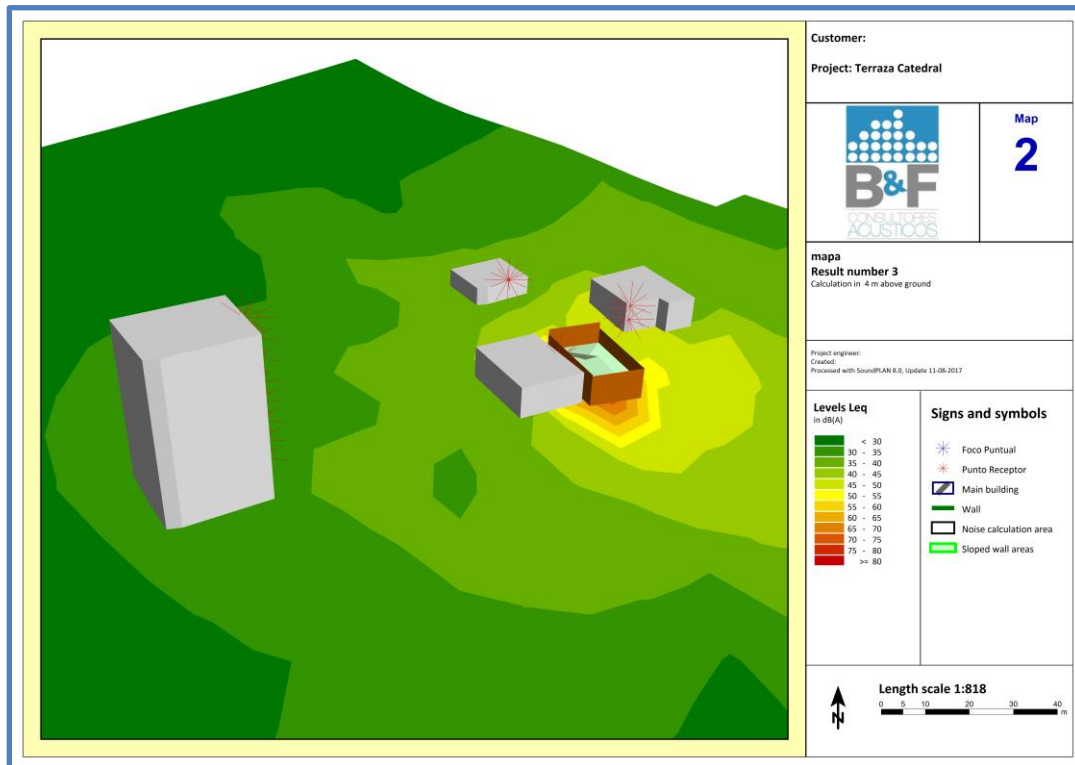 Customer:
Project: Terraza Catedral
B&F
CONSULTORES
ACUSTICOS
Map
2
mapa
Result number 3
Calculation in 4 m above ground
Project engineer:
Created:
Processed with SoundPLAN 8.0, Update 11-08-2017
Levels Leq
in dB(A)
< 30
30 - 35
35 - 40
40 - 45
45 - 50
50 - 55
55 - 60
60 - 65
65 - 70
70 - 75
75 - 80
>= 80
Signs and symbols
Foco Puntual
Punto Receptor
Main building
Wall
Noise calculation area
Sloped wall areas
N
Length scale 1:818
0 5 10 20 30 40
m